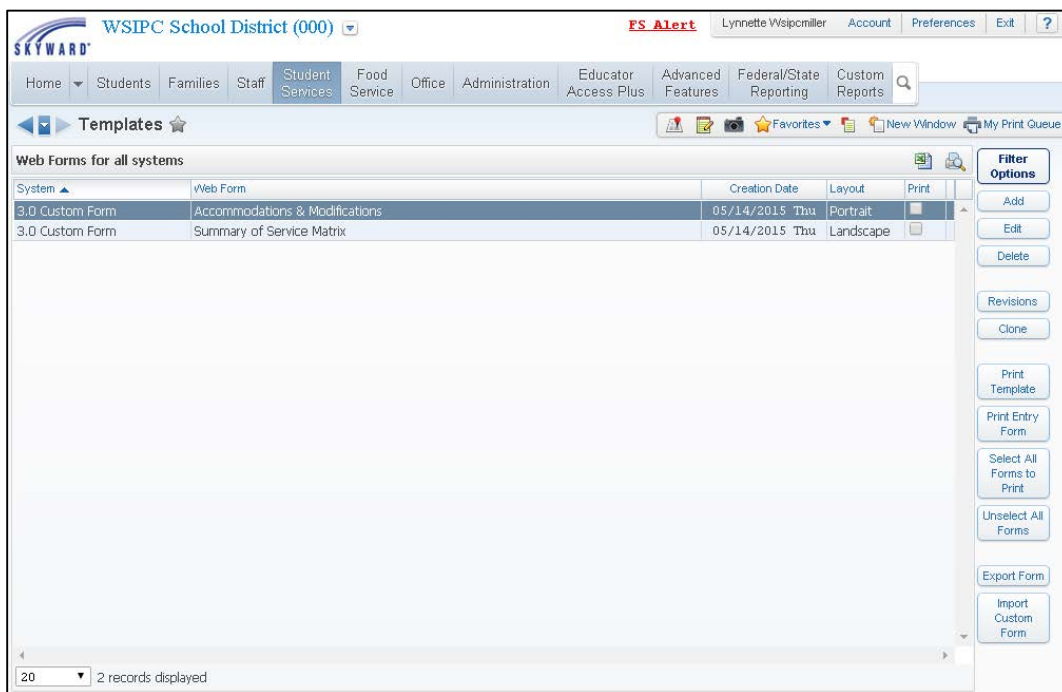 WSIPC School District (000)
FS Alert
Lynnette Wsipcmiller Account Preferences Exit ?
SKYWARD
Home Students Families Staff Student Services Food Service Office Administration Educator Access Plus Advanced Features Federal/State Reporting Custom Reports
Templates Favorites New Window My Print Queue
Web Forms for all systems
System Web Form Creation Date Layout Print
3.0 Custom Form Accommodations & Modifications 05/14/2015 Thu Portrait
3.0 Custom Form Summary of Service Matrix 05/14/2015 Thu Landscape
Filter
Options
Add
Edit
Delete
Revisions
Clone
Print
Template
Print Entry
Form
Select All
Forms to
Print
Unselect All
Forms
Export Form
Import
Custom
Form
20 2 records displayed